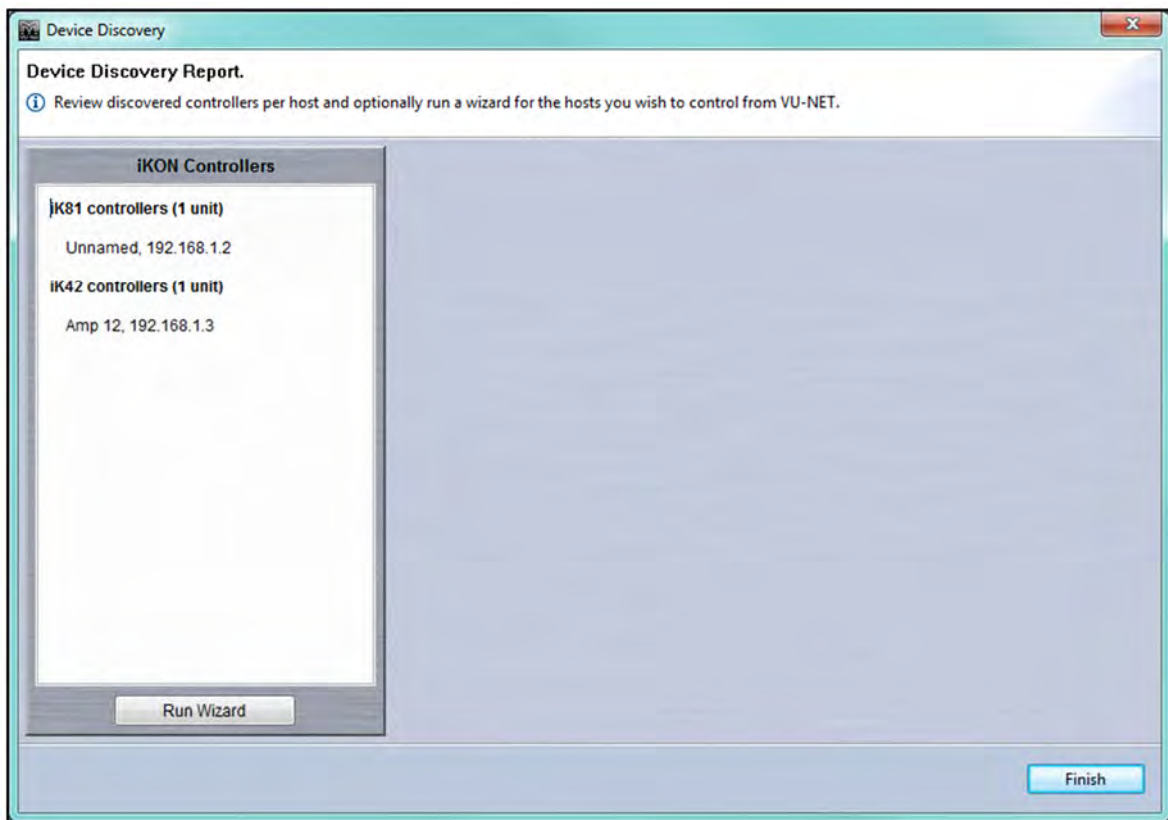 Device Discovery
Device Discovery Report.
Review discovered controllers per host and optionally run a wizard for the hosts you wish to control from VU-NET.
iKON Controllers
iK81 controllers (1 unit)
Unnamed, 192.168.1.2
iK42 controllers (1 unit)
Amp 12, 192.168.1.3
Run Wizard
Finish